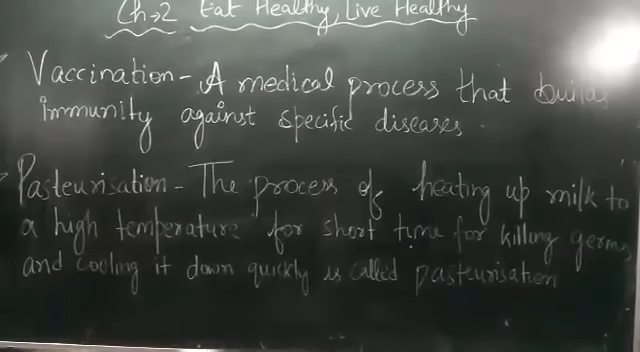 Ch→2 Eat Healthy, Live Healthy
Vaccination - A medical process that builds
immunity against specific diseases.
Pasteurisation - The process of heating up milk to
a high temperature for short time for killing germs
and cooling it down quickly is called pasteurisation